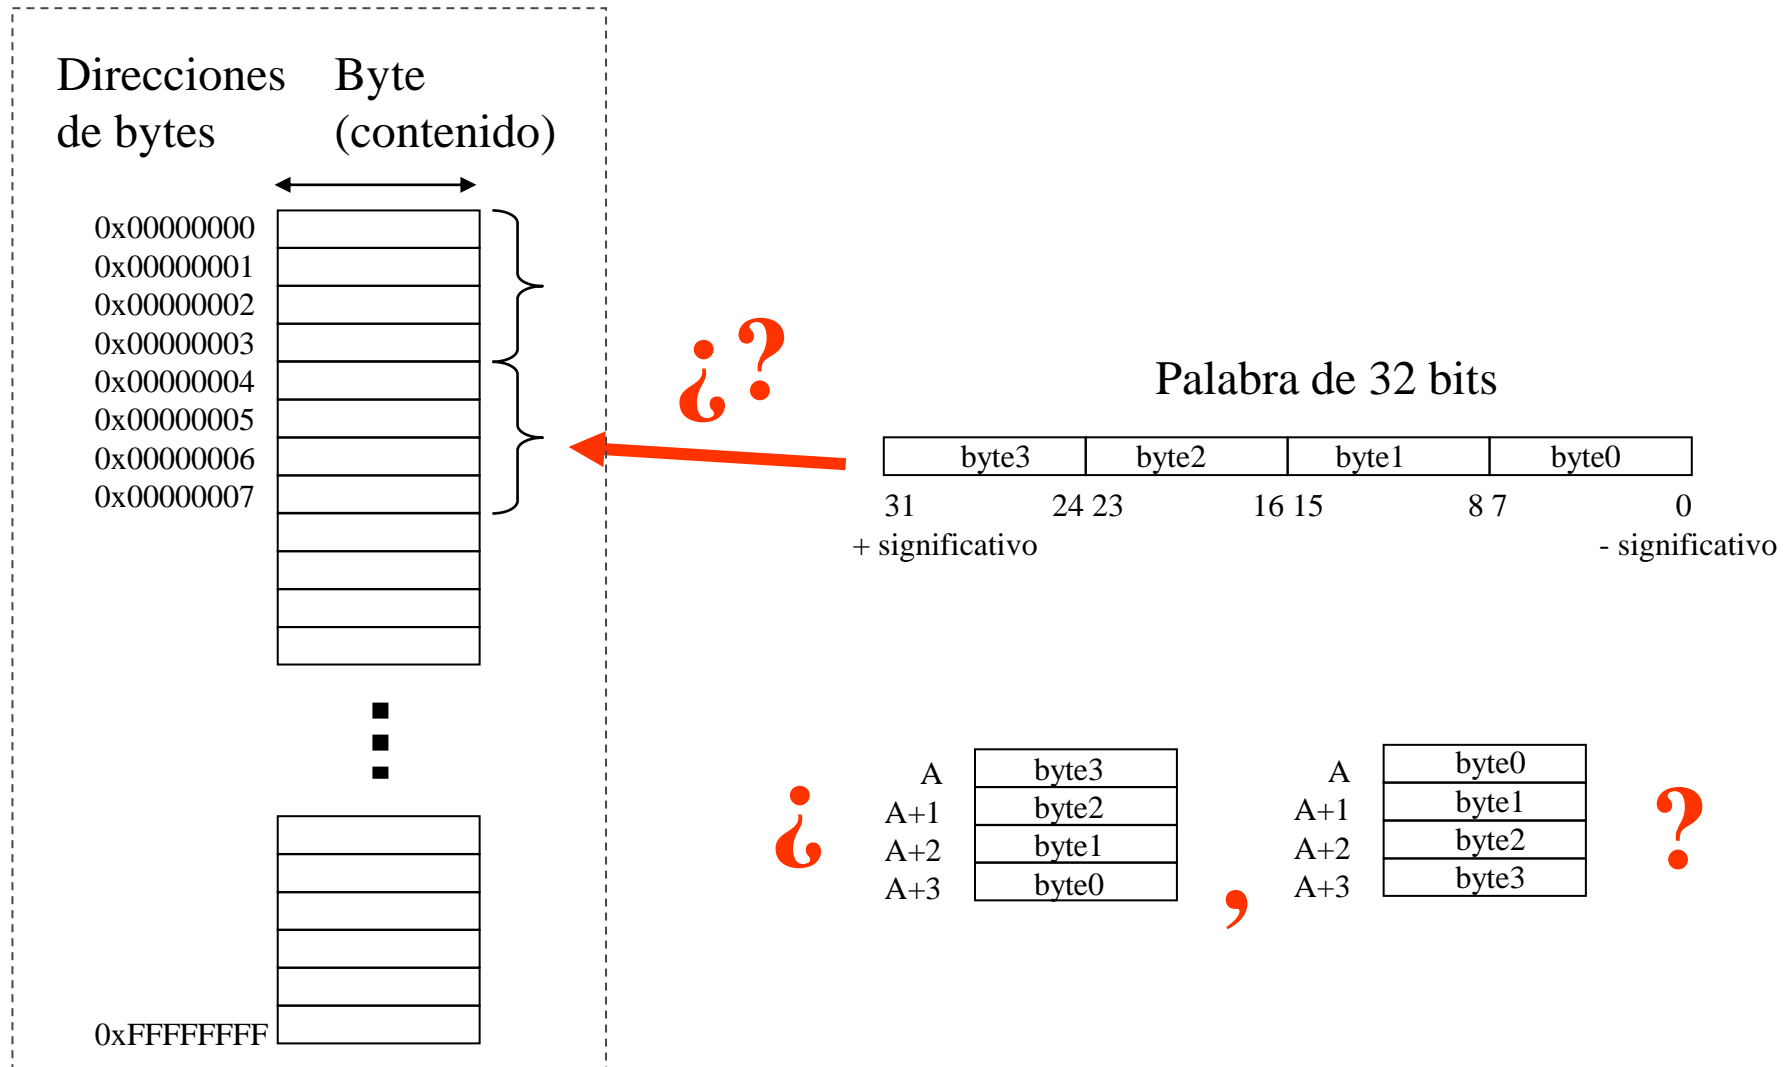 Direcciones de bytes
Byte (contenido)
0x00000000
0x00000001
0x00000002
0x00000003
0x00000004
0x00000005
0x00000006
0x00000007
0xFFFFFFFF
¿?
Palabra de 32 bits
byte3 byte2 byte1 byte0
31 24 23 16 15 8 7 0
+ significativo - significativo
¿
A byte3
A+1 byte2
A+2 byte1
A+3 byte0
,
A byte0
A+1 byte1
A+2 byte2
A+3 byte3
?